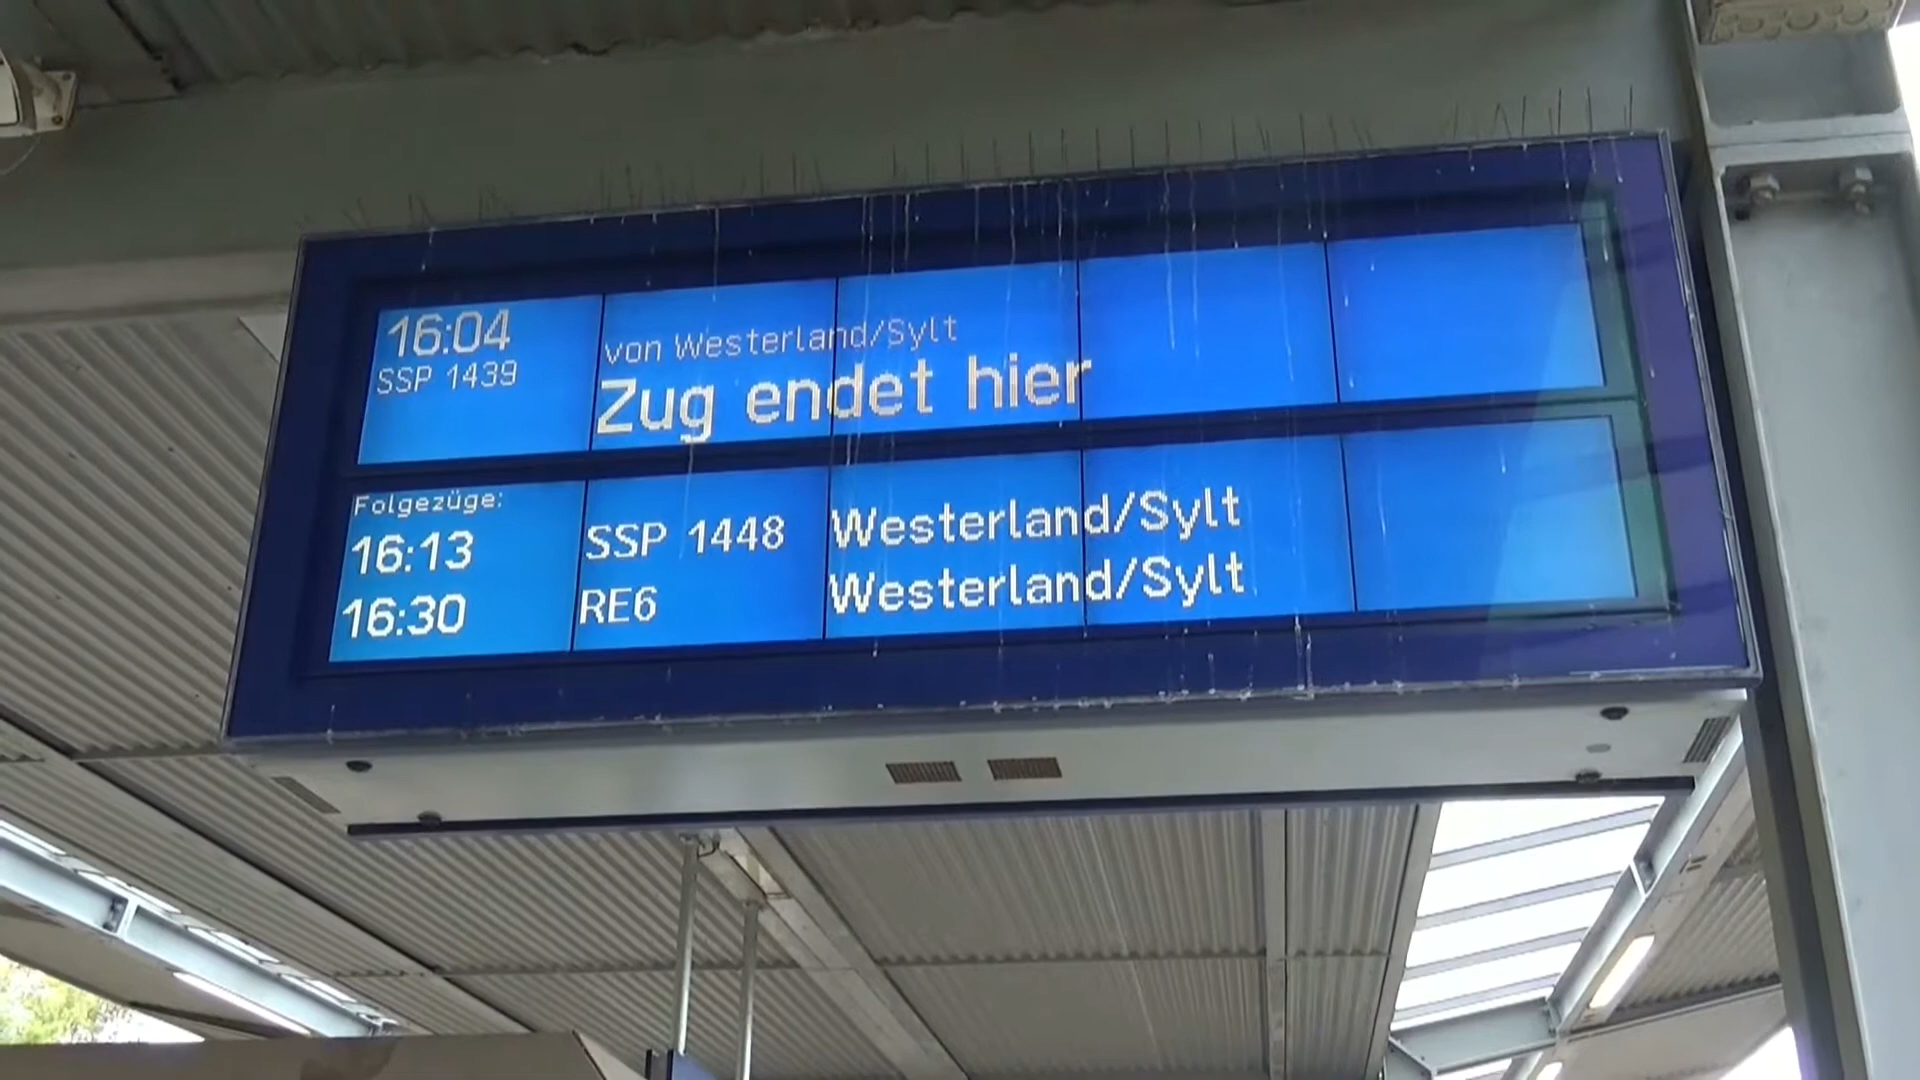 16:04
SSP 1439
von Westerland/Sylt
Zug endet hier
Folgezüge:
16:13 SSP 1448 Westerland/Sylt
16:30 RE6 Westerland/Sylt